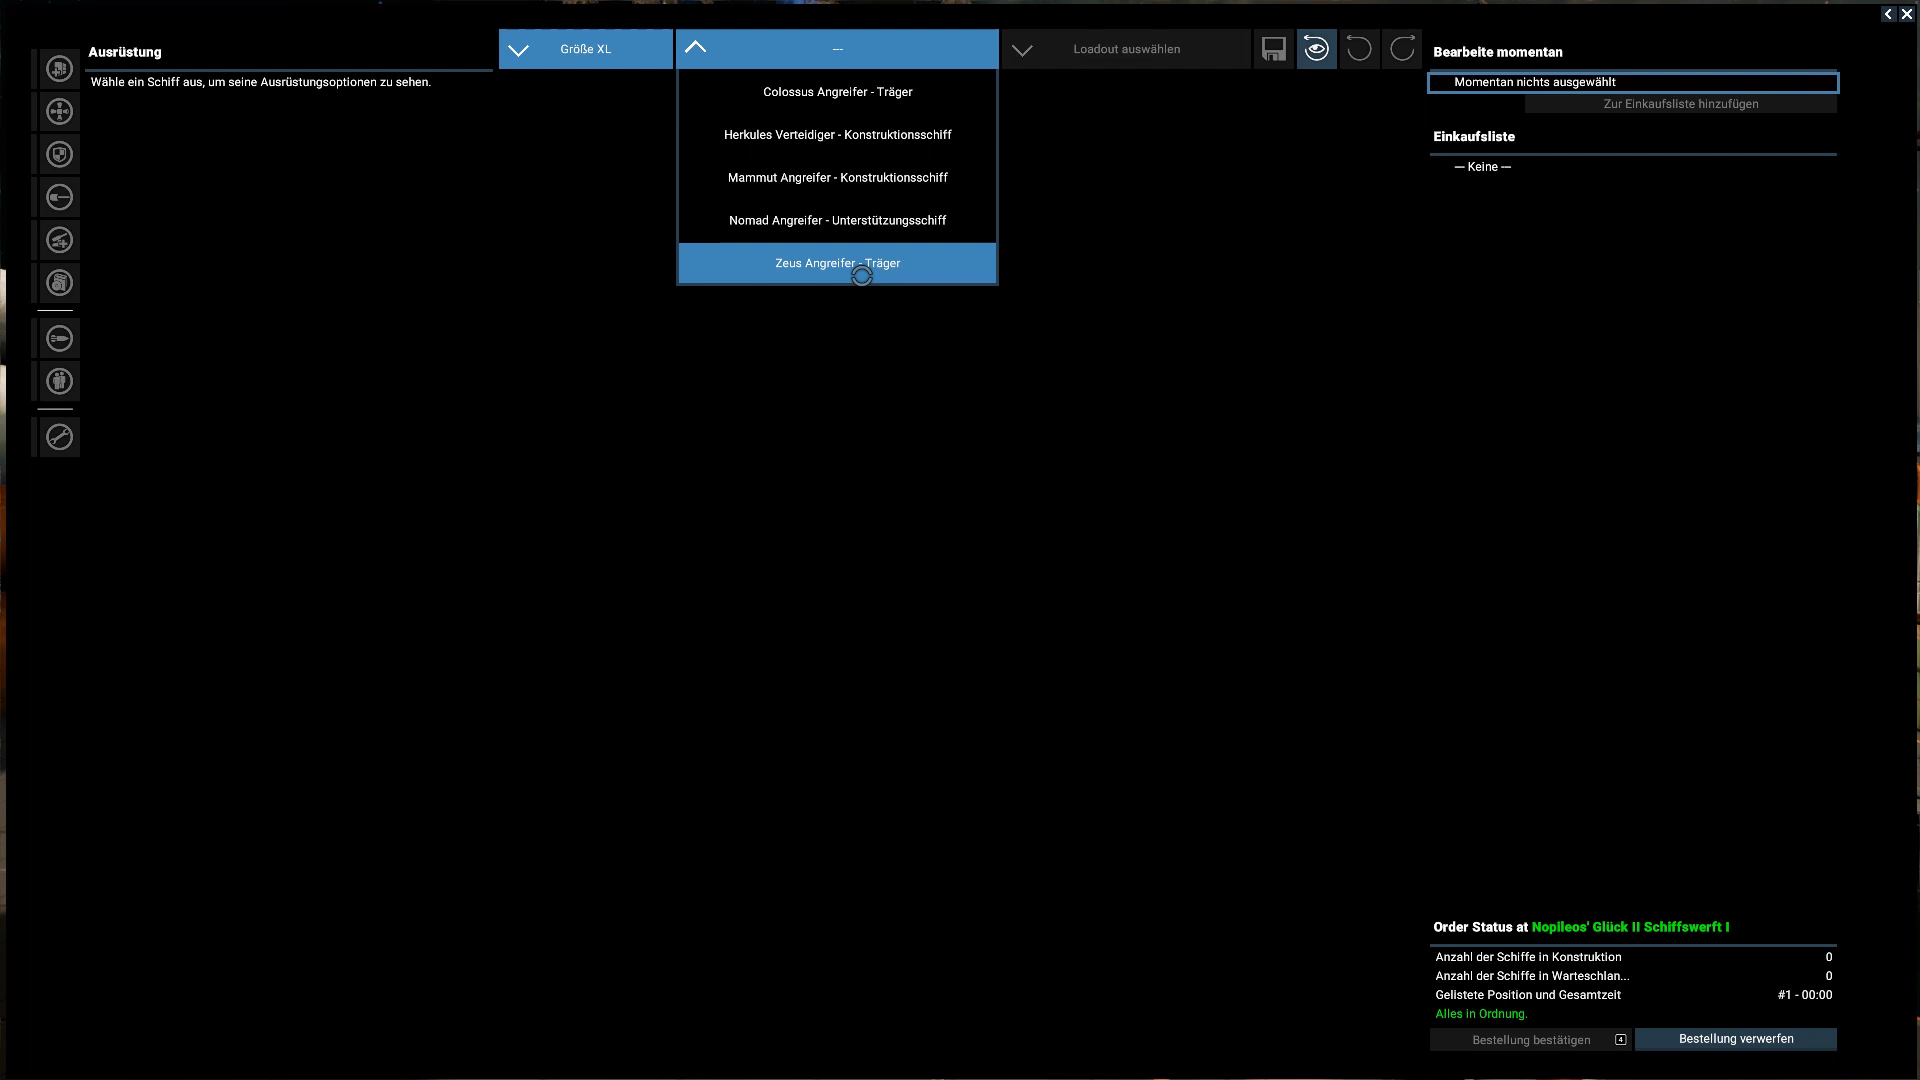 Ausrüstung
Wähle ein Schiff aus, um seine Ausrüstungsoptionen zu sehen.
Größe XL
---
Loadout auswählen
Colossus Angreifer - Träger
Herkules Verteidiger - Konstruktionsschiff
Mammut Angreifer - Konstruktionsschiff
Nomad Angreifer - Unterstützungsschiff
Zeus Angreifer - Träger
Bearbeite momentan
Momentan nichts ausgewählt
Zur Einkaufsliste hinzufügen
Einkaufsliste
--- Keine ---
Order Status at Nopileos' Glück II Schiffswerft I
Anzahl der Schiffe in Konstruktion 0
Anzahl der Schiffe in Warteschlan... 0
Gelistete Position und Gesamtzeit #1 - 00:00
Alles in Ordnung.
Bestellung bestätigen 4
Bestellung verwerfen